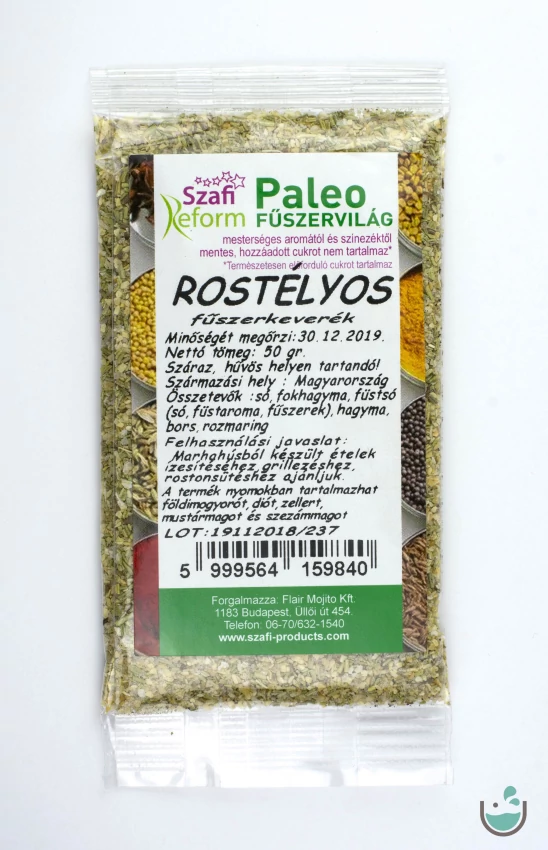 Szafi
Reform
Paleo
FŰSZERVILÁG
mesterséges aromától és szinezéktől
mentes, hozzáadott cukrot nem tartalmaz*
*Természetesen előforduló cukrot tartalmaz
ROSTÉLYOS
fűszerkeverék
Minőségét megőrzi:30.12.2019.
Nettó tömeg: 50 gr.
Száraz, hűvös helyen tartandó!
Származási hely : Magyarország
Összetevők :só, fokhagyma, füstsó
(só, füstaroma, fűszerek), hagyma,
bors, rozmaring
Felhasználási javaslat:
Marhahúsból készült ételek
ízesítéséhez, grillezéshez,
rostonsütéshez ajánljuk.
A termék nyomokban tartalmazhat
földimogyorót, diót, zellert,
mustármagot és szezámmagot
LOT:19112018/237
5 999564 159840
Forgalmazza: Flair Mojito Kft.
1183 Budapest, Üllői út 454.
Telefon: 06-70/632-1540
www.szafi-products.com